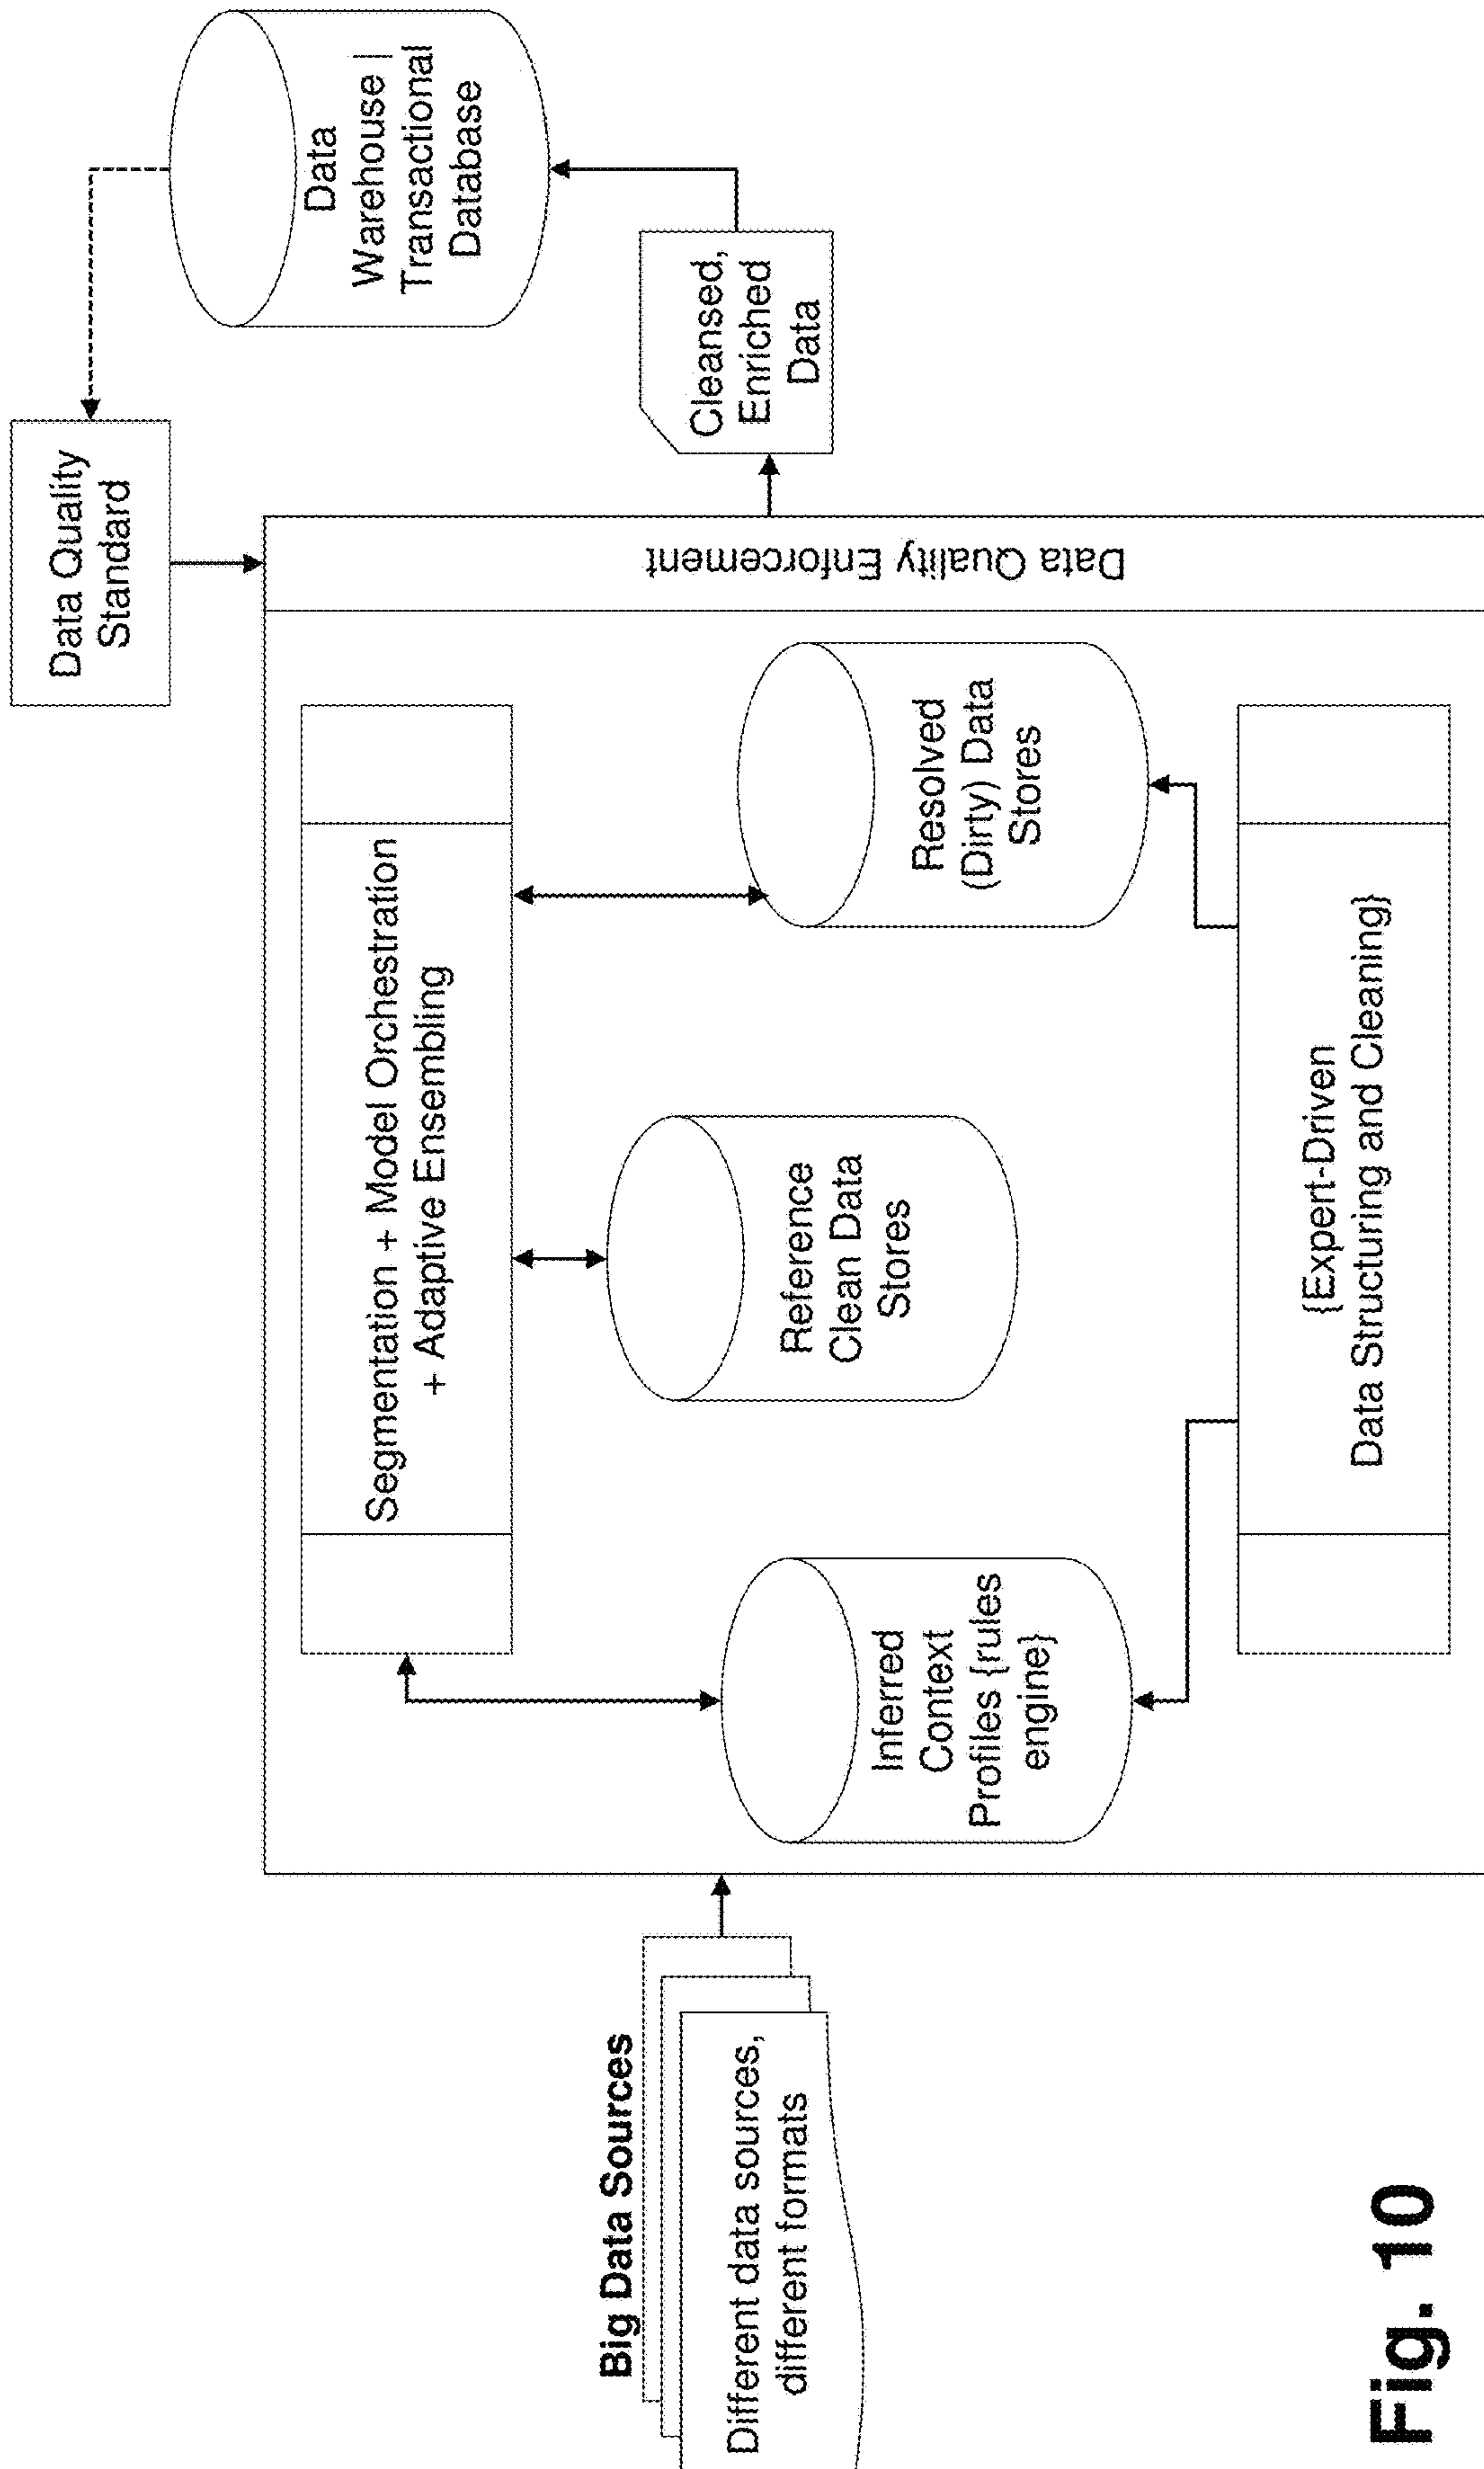 Data Quality
Standard
Data
Warehouse |
Transactional
Database
Segmentation + Model Orchestration
+ Adaptive Ensembling
Big Data Sources
Different data sources,
different formats
Inferred
Context
Profiles {rules
engine}
Reference
Clean Data
Stores
Resolved
(Dirty) Data
Stores
Data Quality Enforcement
Cleansed,
Enriched
Data
{Expert-Driven
Data Structuring and Cleaning}
Fig. 10